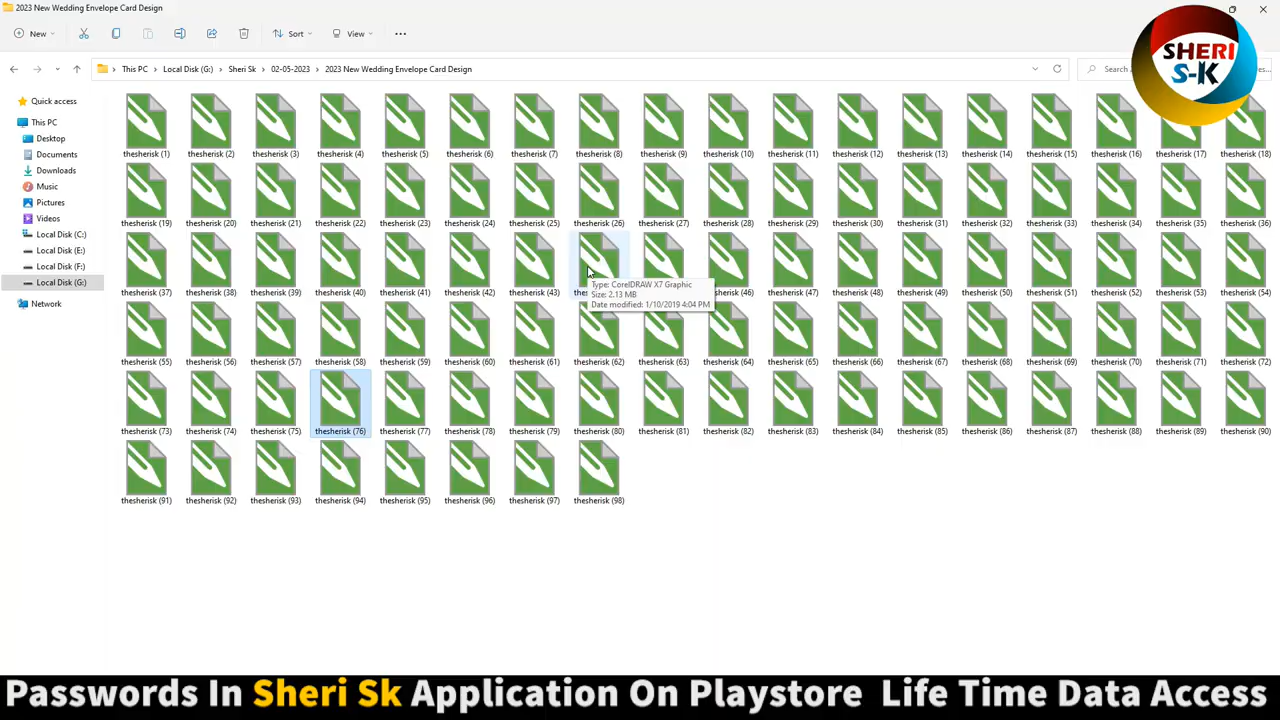 2023 New Wedding Envelope Card Design
New
Sort
View
This PC
Local Disk (G:)
Sheri Sk
02-05-2023
2023 New Wedding Envelope Card Design
Search
es...
SHERI
S-K
Quick access
This PC
Desktop
Documents
Downloads
Music
Pictures
Videos
Local Disk (C:)
Local Disk (E:)
Local Disk (F:)
Local Disk (G:)
Network
thesherisk (1) thesherisk (2) thesherisk (3) thesherisk (4) thesherisk (5) thesherisk (6) thesherisk (7) thesherisk (8) thesherisk (9) thesherisk (10) thesherisk (11) thesherisk (12) thesherisk (13) thesherisk (14) thesherisk (15) thesherisk (16) thesherisk (17) thesherisk (18)
thesherisk (19) thesherisk (20) thesherisk (21) thesherisk (22) thesherisk (23) thesherisk (24) thesherisk (25) thesherisk (26) thesherisk (27) thesherisk (28) thesherisk (29) thesherisk (30) thesherisk (31) thesherisk (32) thesherisk (33) thesherisk (34) thesherisk (35) thesherisk (36)
thesherisk (37) thesherisk (38) thesherisk (39) thesherisk (40) thesherisk (41) thesherisk (42) thesherisk (43) (46) thesherisk (47) thesherisk (48) thesherisk (49) thesherisk (50) thesherisk (51) thesherisk (52) thesherisk (53) thesherisk (54)
Type: CorelDRAW X7 Graphic
Size: 2.13 MB
Date modified: 1/10/2019 4:04 PM
thesherisk (55) thesherisk (56) thesherisk (57) thesherisk (58) thesherisk (59) thesherisk (60) thesherisk (61) thesherisk (62) thesherisk (63) thesherisk (64) thesherisk (65) thesherisk (66) thesherisk (67) thesherisk (68) thesherisk (69) thesherisk (70) thesherisk (71) thesherisk (72)
thesherisk (73) thesherisk (74) thesherisk (75) thesherisk (76) thesherisk (77) thesherisk (78) thesherisk (79) thesherisk (80) thesherisk (81) thesherisk (82) thesherisk (83) thesherisk (84) thesherisk (85) thesherisk (86) thesherisk (87) thesherisk (88) thesherisk (89) thesherisk (90)
thesherisk (91) thesherisk (92) thesherisk (93) thesherisk (94) thesherisk (95) thesherisk (96) thesherisk (97) thesherisk (98)
Passwords In Sheri Sk Application On Playstore Life Time Data Access